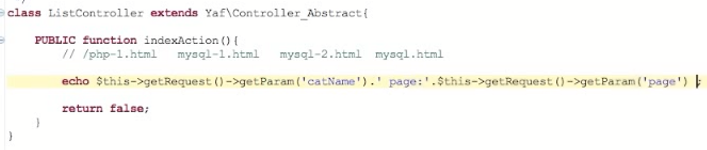 class ListController extends Yaf\Controller_Abstract{
PUBLIC function indexAction(){
// /php-1.html mysql-1.html mysql-2.html mysql.html
echo $this->getRequest()->getParam('catName').' page:'.$this->getRequest()->getParam('page') ;
return false;
}
}